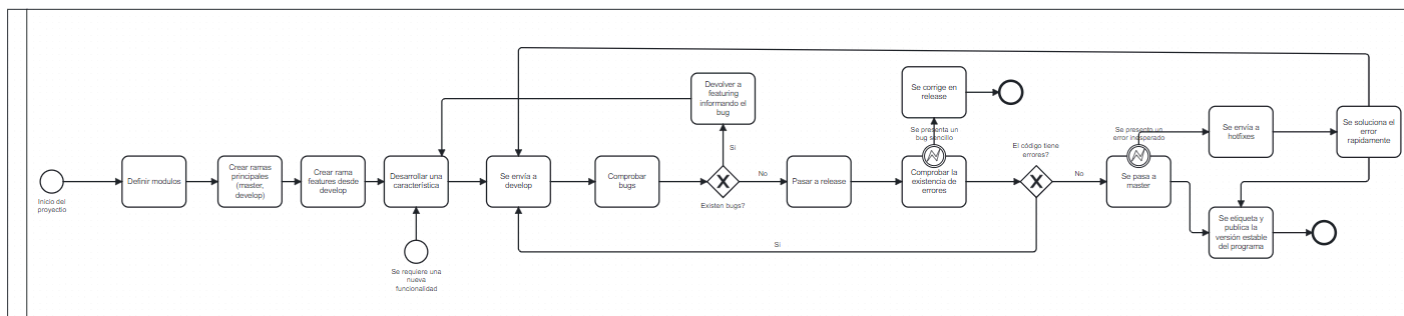 Inicio del
proyecto
Definir modulos
Crear ramas
principales
(master,
develop)
Crear rama
features desde
develop
Desarrollar una
característica
Se requiere una
nueva
funcionalidad
Se envía a
develop
Comprobar
bugs
Existen bugs?
Si
Devolver a
featuring
informando el
bug
No
Pasar a release
Comprobar la
existencia de
errores
Se presenta un
bug sencillo
Se corrige en
release
El código tiene
errores?
Si
No
Se pasa a
master
Se presenta un
error inesperado
Se envía a
hotfixes
Se soluciona el
error
rapidamente
Se etiqueta y
publica la
versión estable
del programa